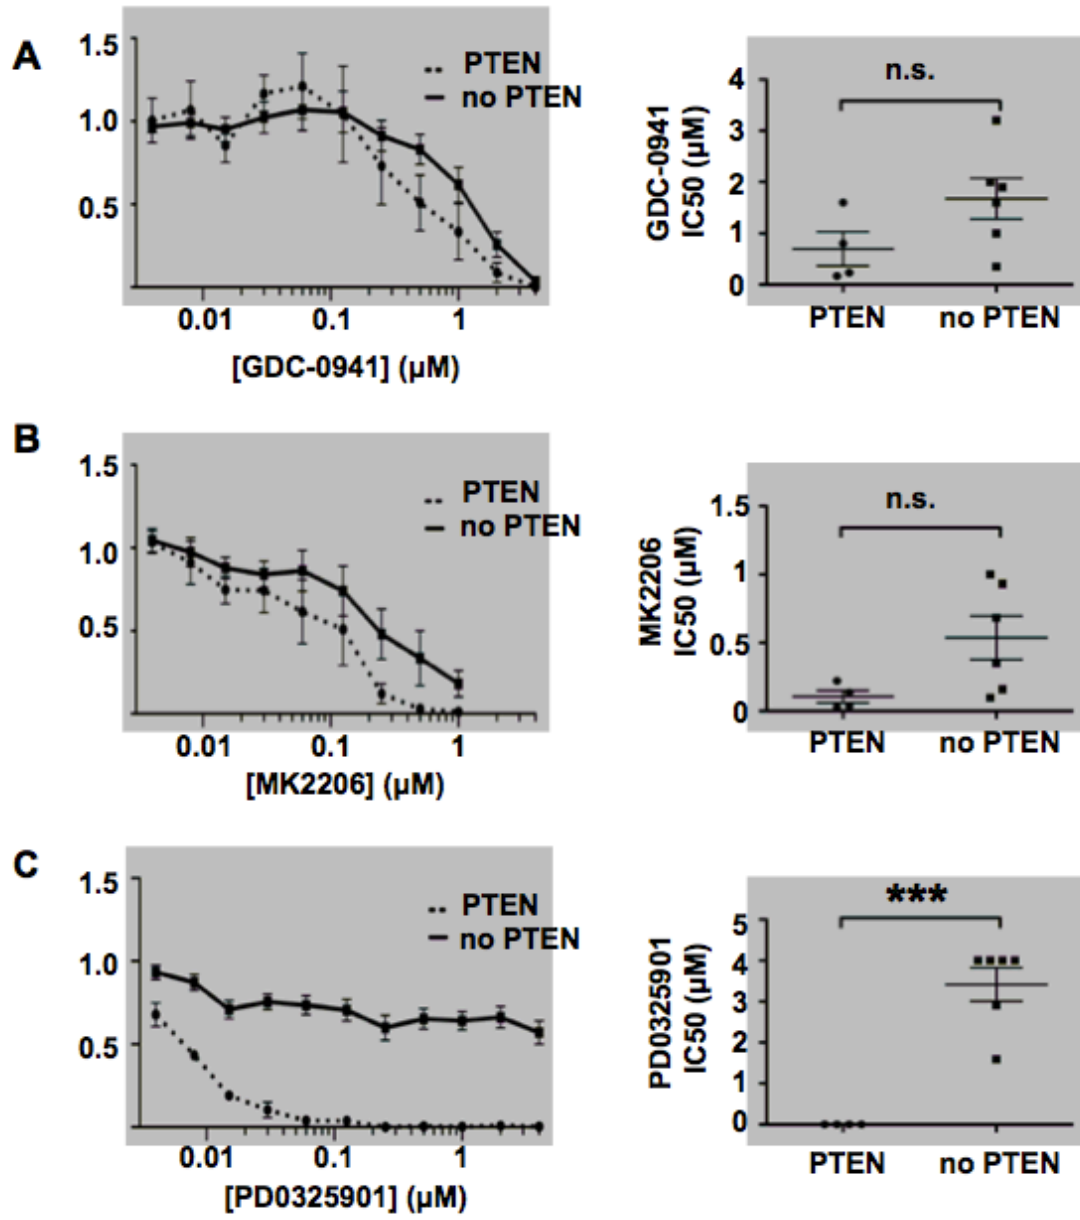 A
1.5
1.0
0.5
PTEN
no PTEN
0.01 0.1 1
[GDC-0941] (µM)
GDC-0941
IC50 (µM)
4
3
2
1
0
n.s.
PTEN no PTEN
B
1.5
1.0
0.5
PTEN
no PTEN
0.01 0.1 1
[MK2206] (µM)
MK2206
IC50 (µM)
1.5
1
0.5
0
n.s.
PTEN no PTEN
C
1.5
1.0
0.5
PTEN
no PTEN
0.01 0.1 1
[PD0325901] (µM)
PD0325901
IC50 (µM)
5
4
3
2
1
0
***
PTEN no PTEN